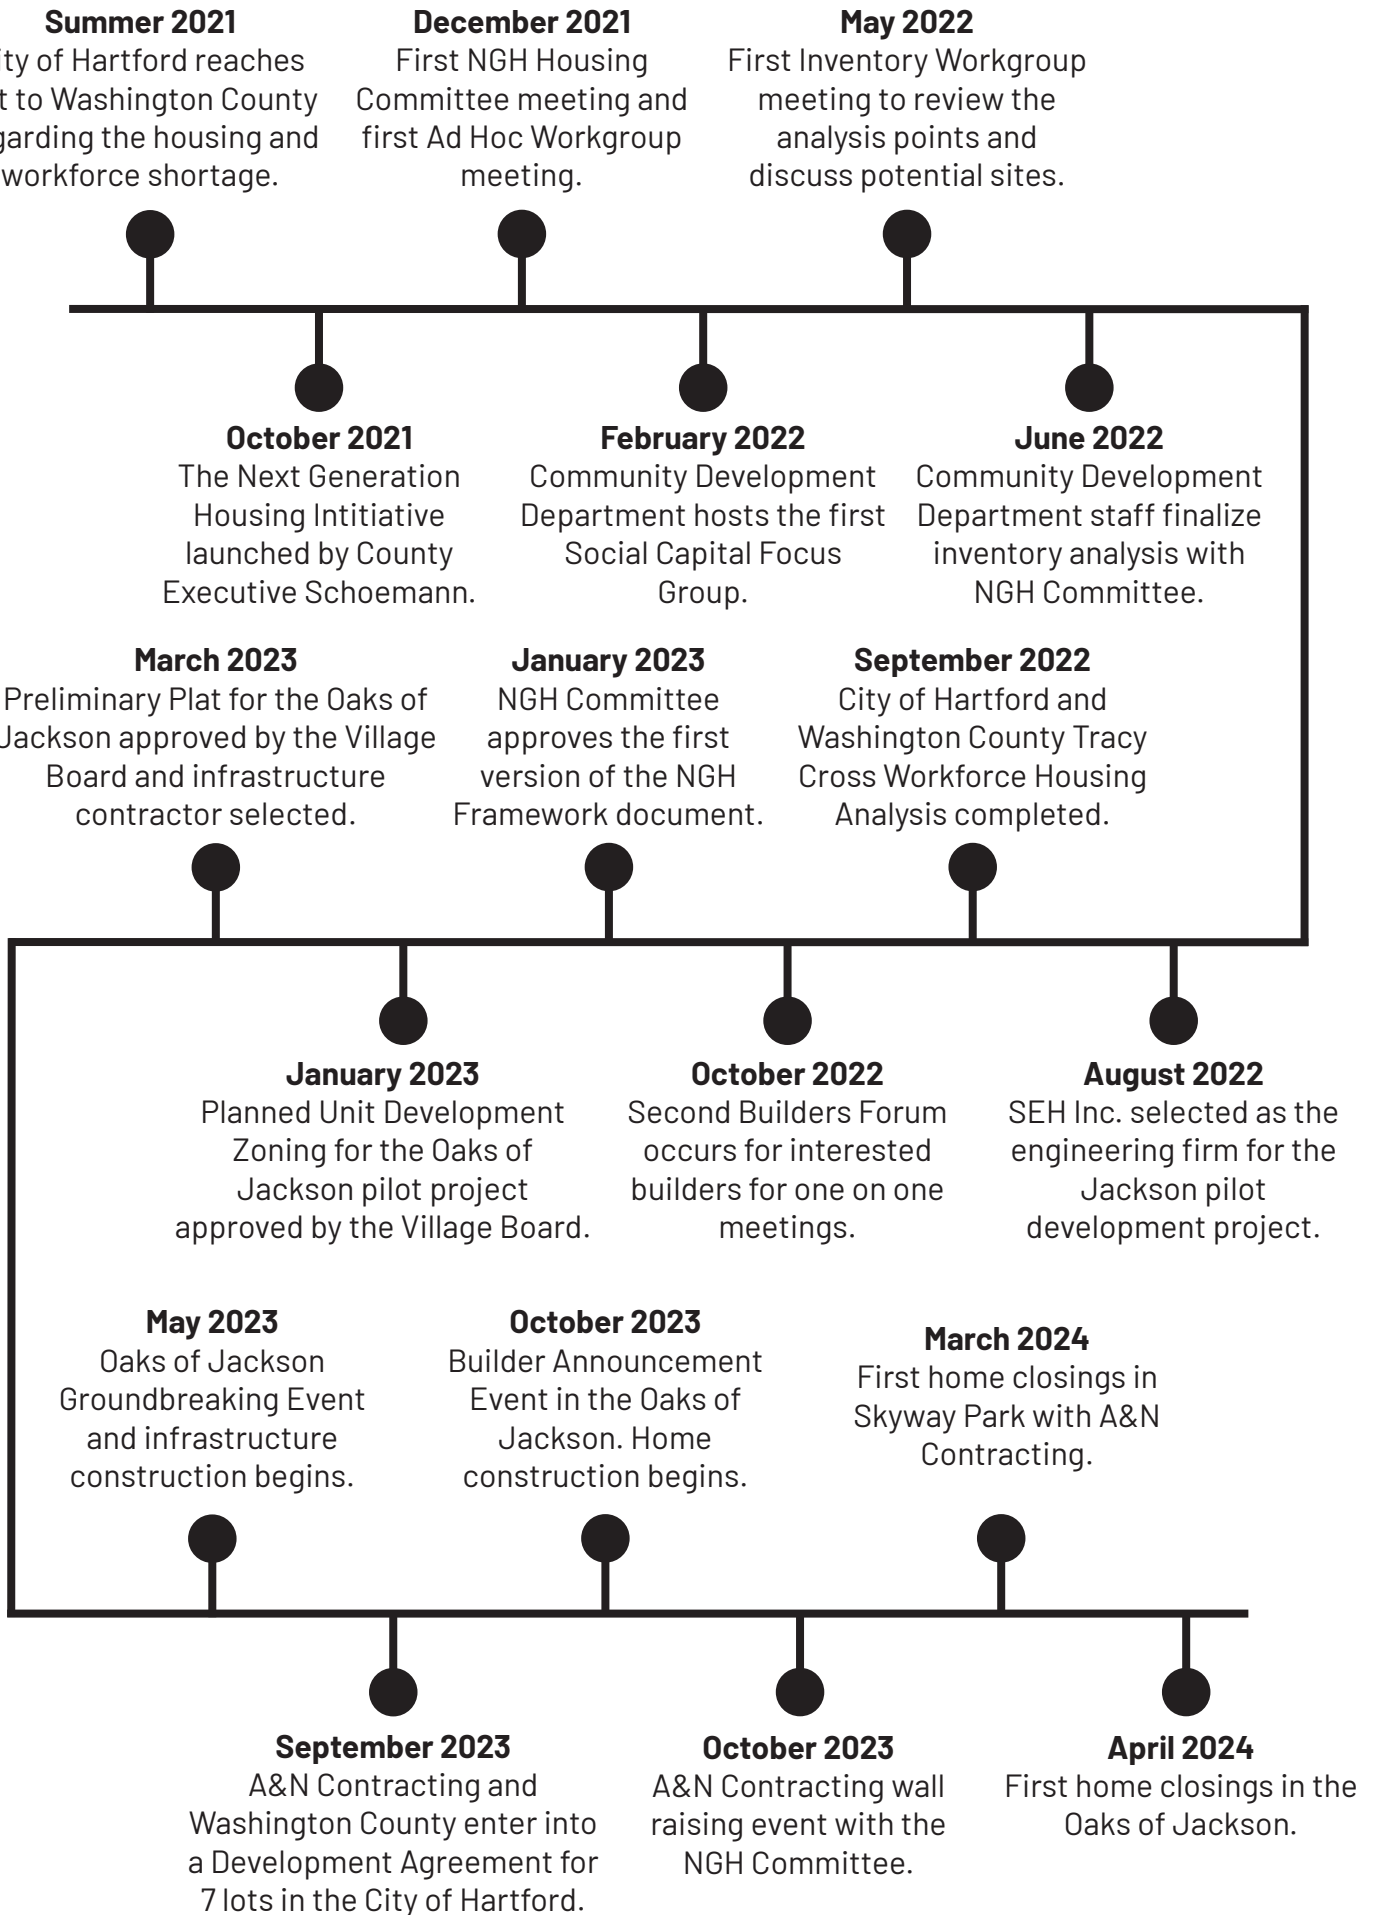 Summer 2021
ity of Hartford reaches
t to Washington County
garding the housing and
workforce shortage.
December 2021
First NGH Housing
Committee meeting and
first Ad Hoc Workgroup
meeting.
May 2022
First Inventory Workgroup
meeting to review the
analysis points and
discuss potential sites.
October 2021
The Next Generation
Housing Intitiative
launched by County
Executive Schoemann.
February 2022
Community Development
Department hosts the first
Social Capital Focus
Group.
June 2022
Community Development
Department staff finalize
inventory analysis with
NGH Committee.
March 2023
Preliminary Plat for the Oaks of
Jackson approved by the Village
Board and infrastructure
contractor selected.
January 2023
NGH Committee
approves the first
version of the NGH
Framework document.
September 2022
City of Hartford and
Washington County Tracy
Cross Workforce Housing
Analysis completed.
January 2023
Planned Unit Development
Zoning for the Oaks of
Jackson pilot project
approved by the Village Board.
October 2022
Second Builders Forum
occurs for interested
builders for one on one
meetings.
August 2022
SEH Inc. selected as the
engineering firm for the
Jackson pilot
development project.
May 2023
Oaks of Jackson
Groundbreaking Event
and infrastructure
construction begins.
October 2023
Builder Announcement
Event in the Oaks of
Jackson. Home
construction begins.
March 2024
First home closings in
Skyway Park with A&N
Contracting.
September 2023
A&N Contracting and
Washington County enter into
a Development Agreement for
7 lots in the City of Hartford.
October 2023
A&N Contracting wall
raising event with the
NGH Committee.
April 2024
First home closings in the
Oaks of Jackson.